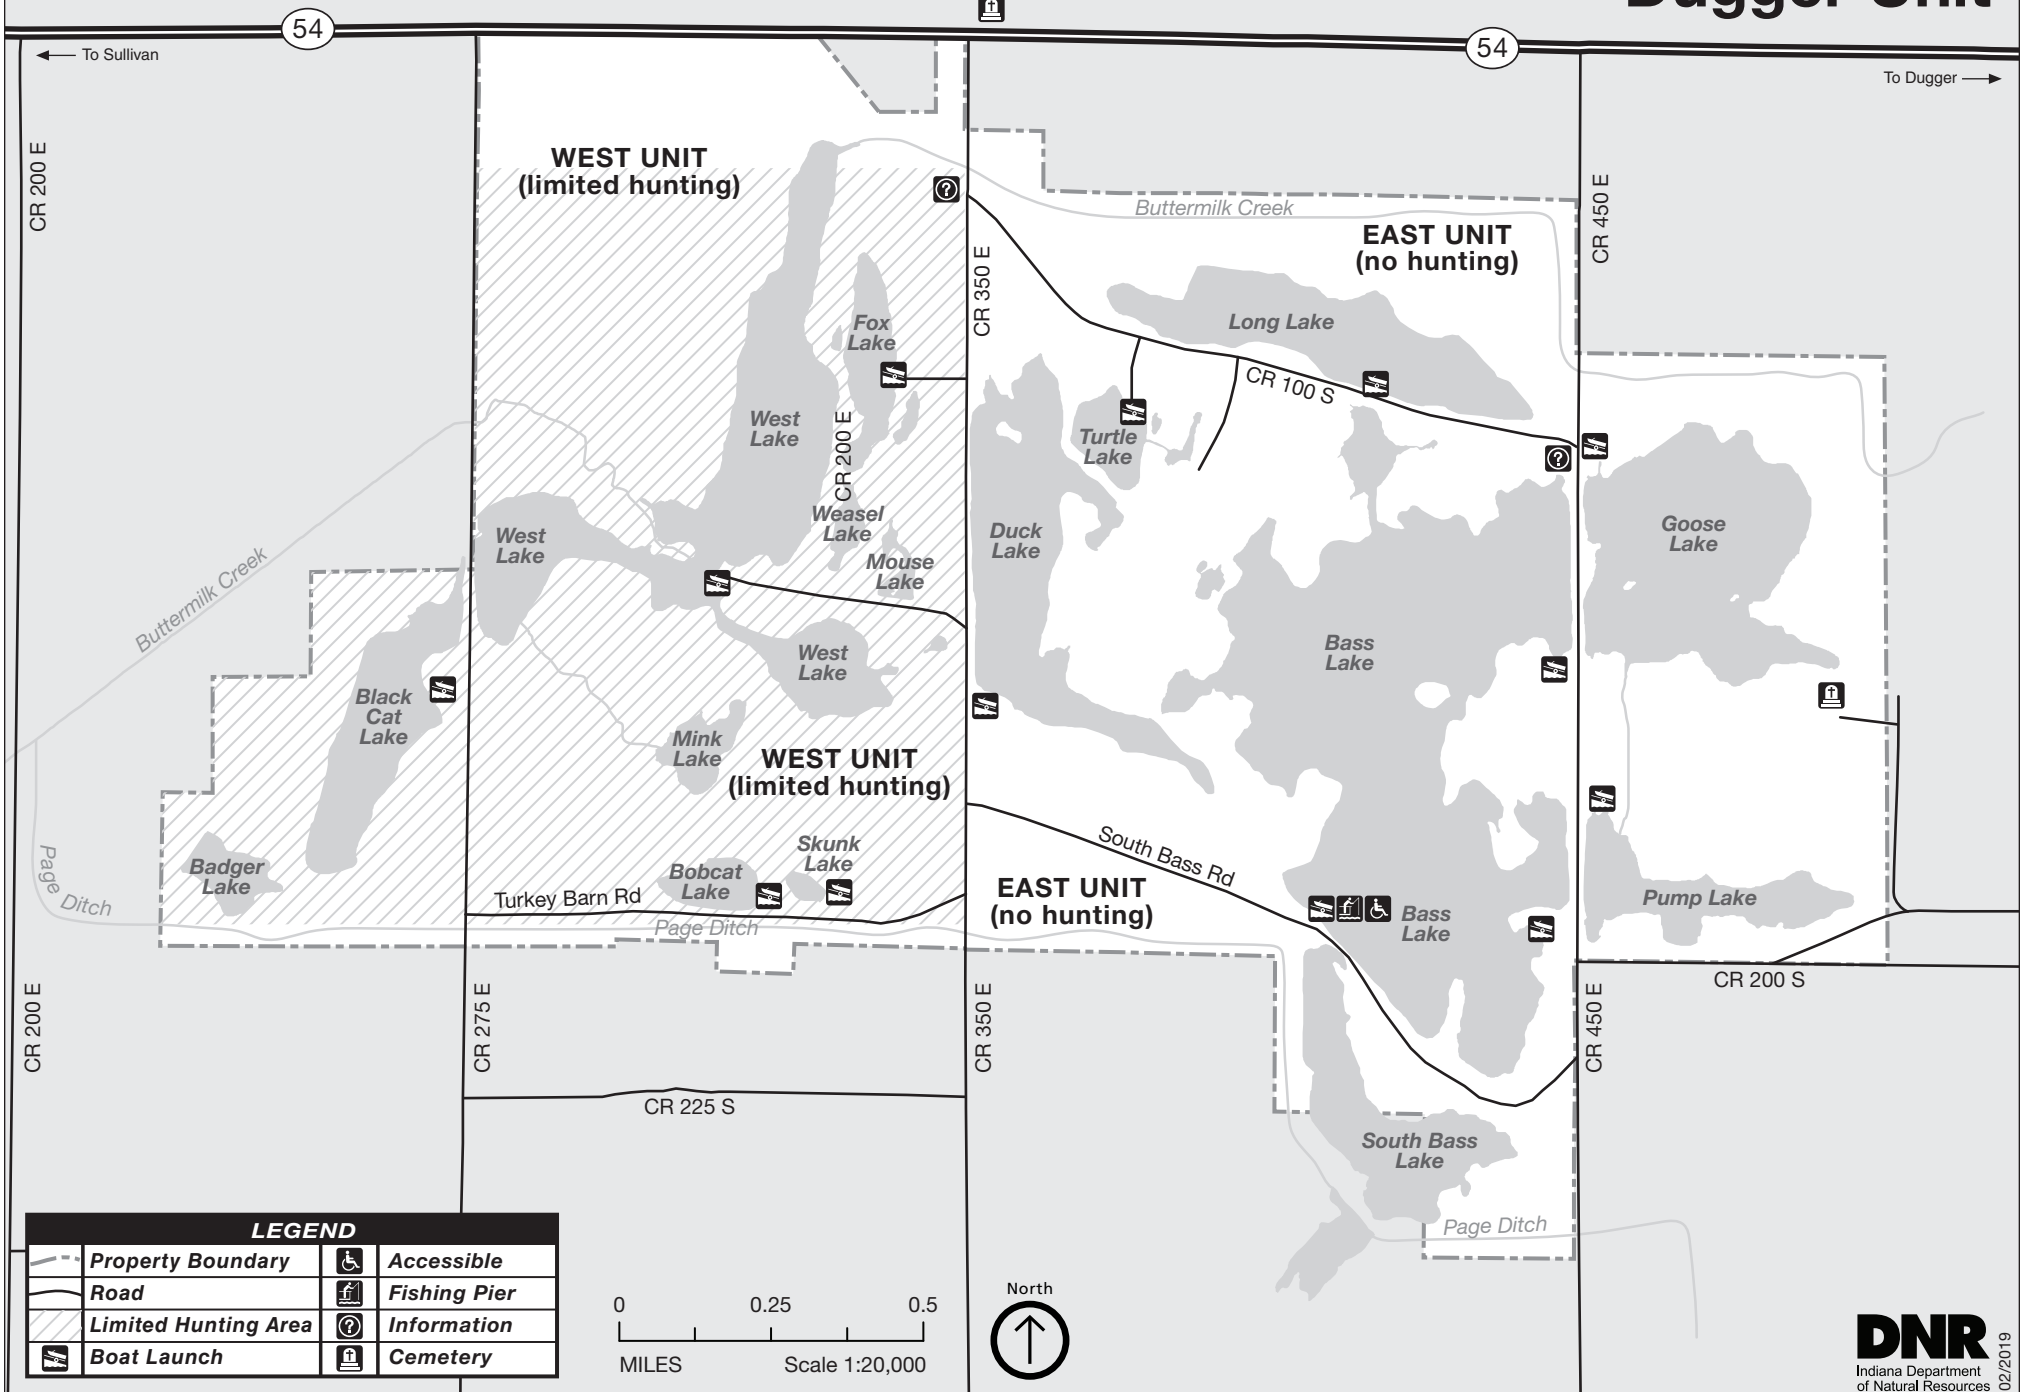 Dugger Unit
54
54
To Sullivan
To Dugger
CR 200 E
WEST UNIT
(limited hunting)
CR 450 E
Buttermilk Creek
EAST UNIT
(no hunting)
CR 350 E
Fox
Lake
Long Lake
CR 100 S
West
Lake
CR 200 E
Turtle
Lake
Weasel
Lake
Mouse
Lake
West
Lake
Duck
Lake
Goose
Lake
Buttermilk Creek
West
Lake
Bass
Lake
Black
Cat
Lake
Mink
Lake
WEST UNIT
(limited hunting)
Skunk
Lake
Bobcat
Lake
Badger
Lake
Page Ditch
Turkey Barn Rd
Page Ditch
South Bass Rd
EAST UNIT
(no hunting)
Bass
Lake
Pump Lake
CR 200 S
CR 200 E
CR 275 E
CR 350 E
CR 450 E
CR 225 S
South Bass
Lake
Page Ditch
LEGEND
Property Boundary
Accessible
Road
Fishing Pier
Limited Hunting Area
Information
Boat Launch
Cemetery
0 0.25 0.5
MILES Scale 1:20,000
North
DNR
Indiana Department
of Natural Resources
02/2019